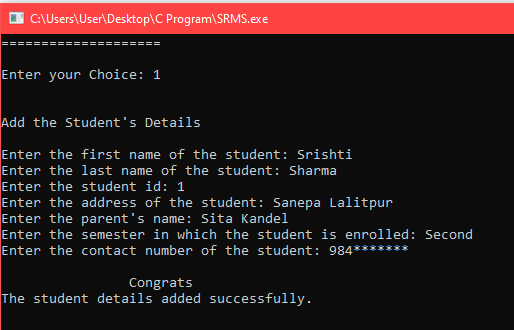 C:\Users\User\Desktop\C Program\SRMS.exe
====================
Enter your Choice: 1
Add the Student's Details
Enter the first name of the student: Srishti
Enter the last name of the student: Sharma
Enter the student id: 1
Enter the address of the student: Sanepa Lalitpur
Enter the parent's name: Sita Kandel
Enter the semester in which the student is enrolled: Second
Enter the contact number of the student: 984*******
Congrats
The student details added successfully.